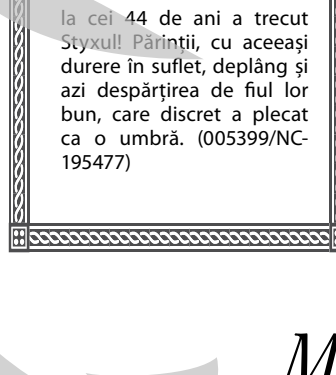 la cei 44 de ani a trecut
Styxul! Părinții, cu aceeași
durere în suflet, deplâng și
azi despărțirea de fiul lor
bun, care discret a plecat
ca o umbră. (005399/NC-
195477)
M